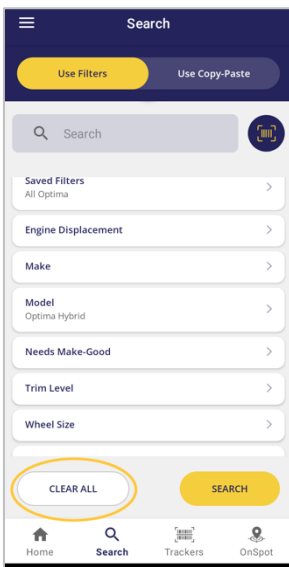 Search
Use Filters
Use Copy-Paste
Search
Saved Filters
All Optima
Engine Displacement
Make
Model
Optima Hybrid
Needs Make-Good
Trim Level
Wheel Size
CLEAR ALL
SEARCH
Home
Search
Trackers
OnSpot